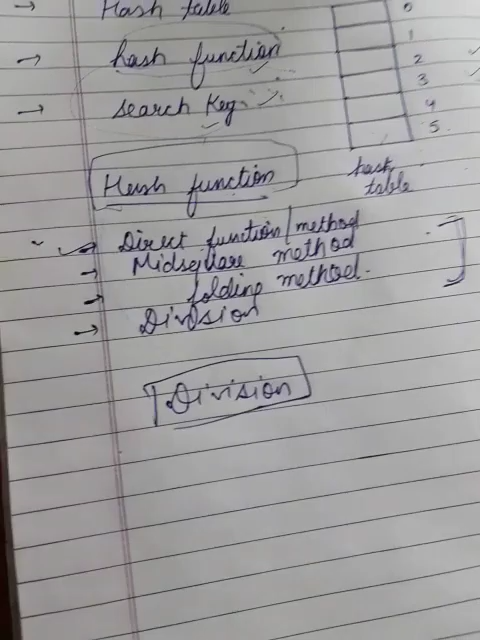 → Hash table
→ hash function
→ search key
0
1
2
3
4
5
hash
table
Hash function
→ Direct function/method
→ Midsquare method
→ folding method.
→ Division
Division